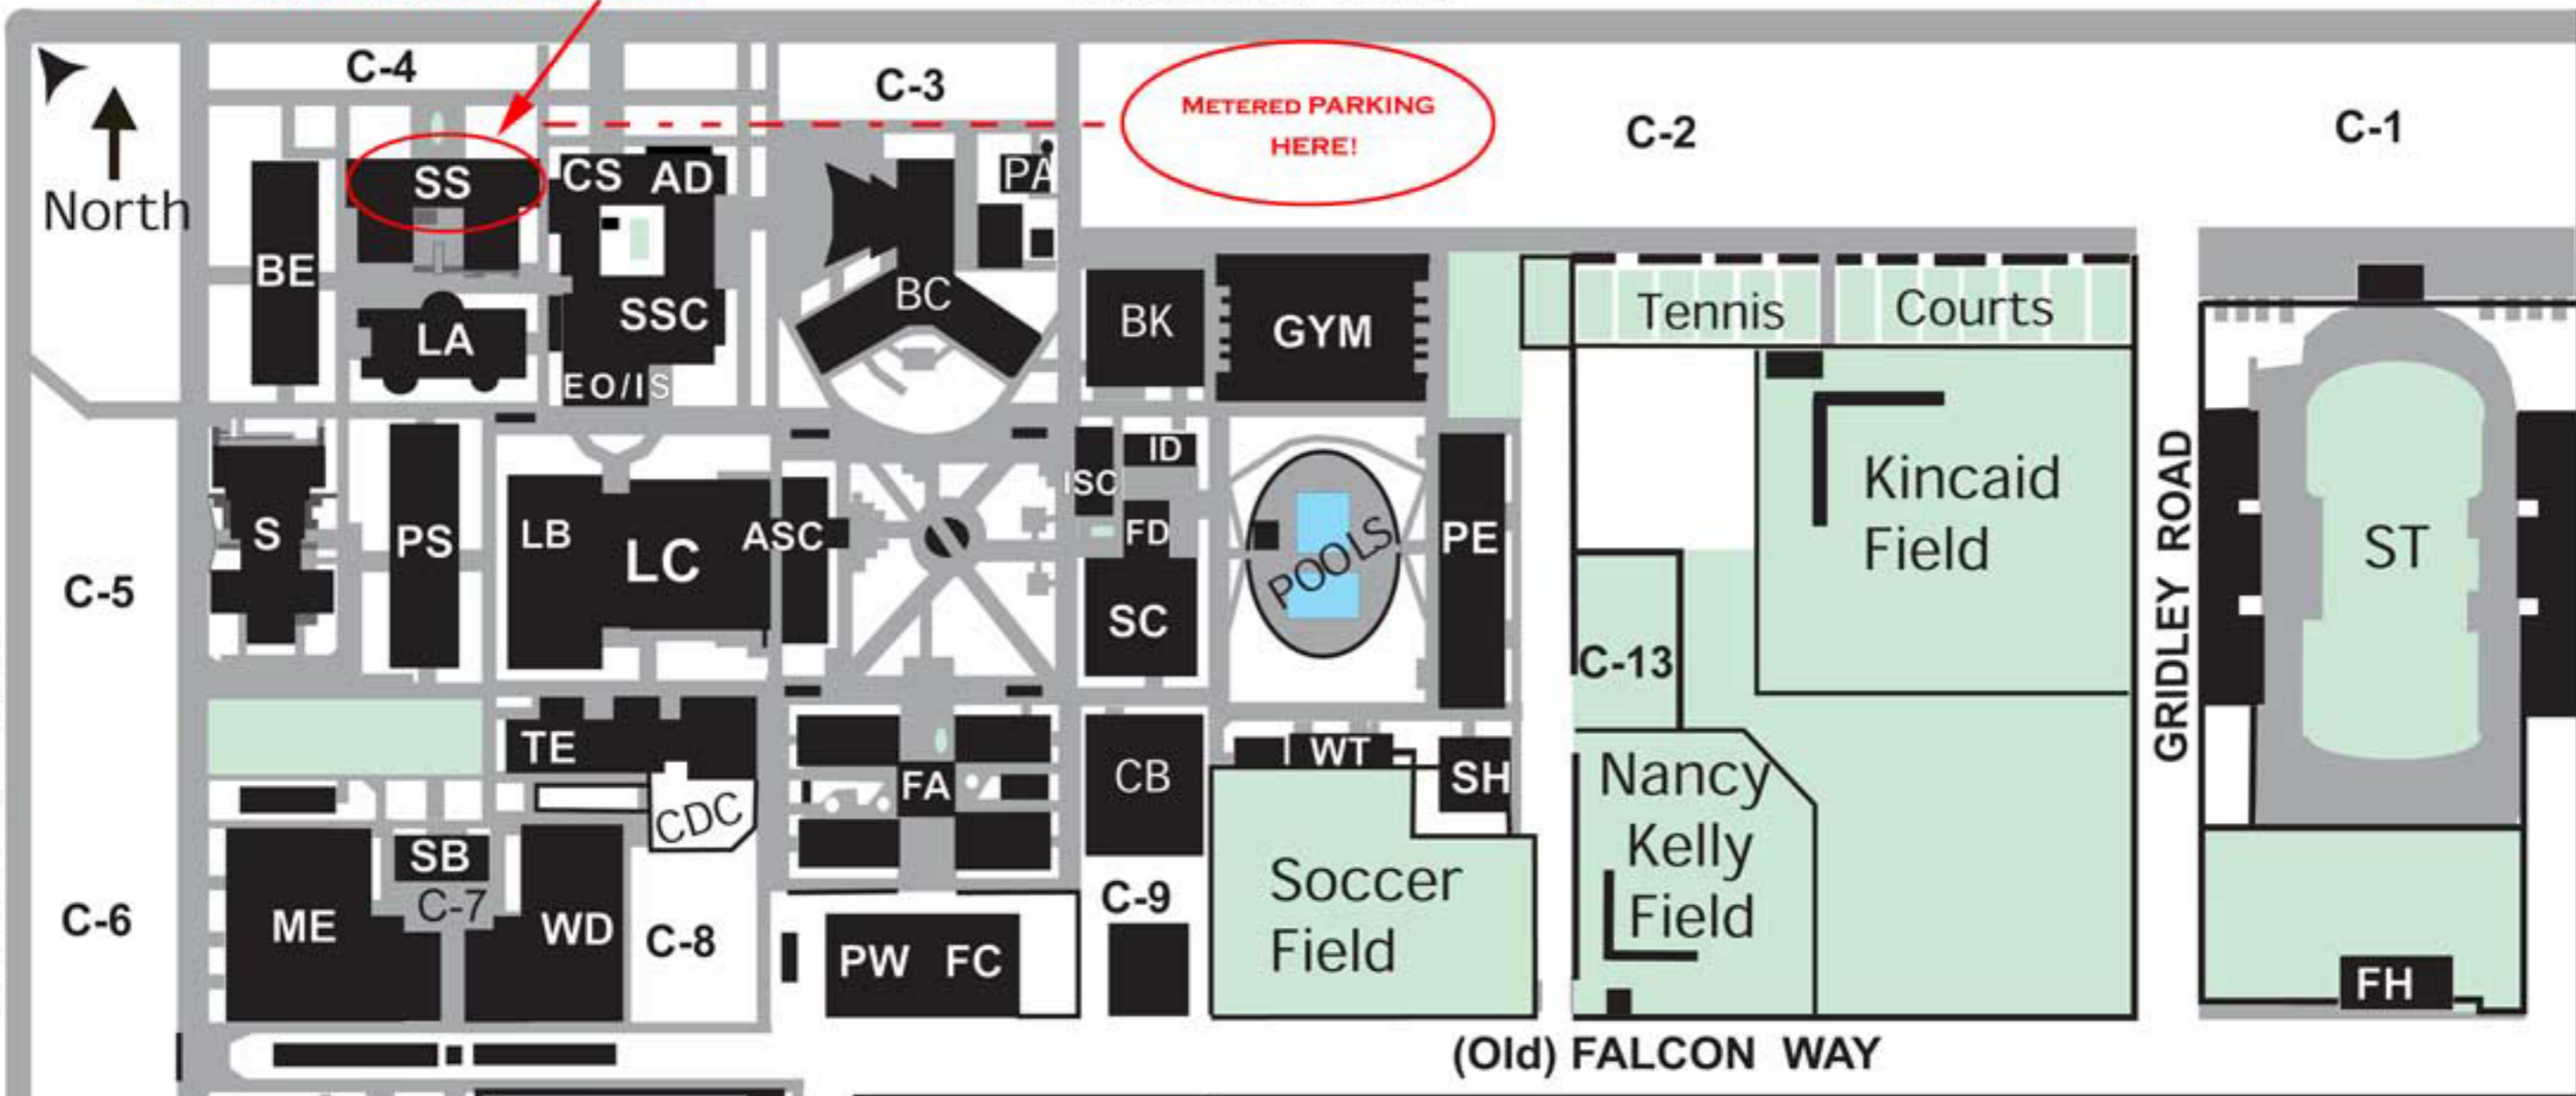 C-4
C-3
METERED PARKING
HERE!
C-2
C-1
North
SS
CS AD
PA
BE
SSC
LA
EO/IS
BC
BK
GYM
Tennis
Courts
S
PS
LB
LC
ASC
ISC
ID
FD
SC
POOLS
PE
Kincaid
Field
GRIDLEY ROAD
ST
C-5
C-13
TE
CDC
FA
CB
WT
SH
Nancy
Kelly
Field
SB
C-7
ME
WD
C-6
C-8
PW FC
C-9
Soccer
Field
FH
(Old) FALCON WAY